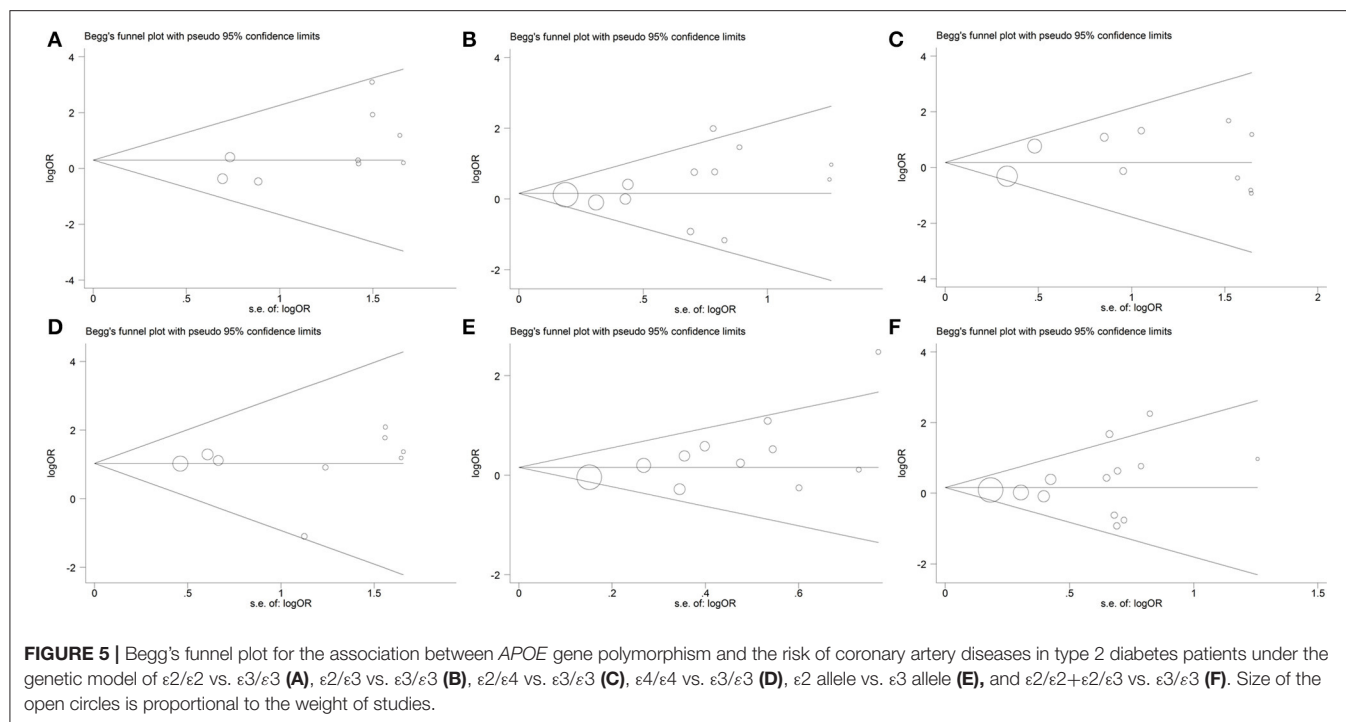 A
Begg's funnel plot with pseudo 95% confidence limits
4
2
0
-2
-4
logOR
0
.5
1
1.5
s.e. of: logOR
B
Begg's funnel plot with pseudo 95% confidence limits
4
2
0
-2
logOR
0
.5
1
s.e. of: logOR
C
Begg's funnel plot with pseudo 95% confidence limits
4
2
0
-2
-4
logOR
0
.5
1
1.5
2
s.e. of: logOR
D
Begg's funnel plot with pseudo 95% confidence limits
4
2
0
-2
logOR
0
.5
1
1.5
s.e. of: logOR
E
Begg's funnel plot with pseudo 95% confidence limits
2
0
-2
logOR
0
.2
.4
.6
s.e. of: logOR
F
Begg's funnel plot with pseudo 95% confidence limits
4
2
0
-2
logOR
0
.5
1
1.5
s.e. of: logOR
FIGURE 5 | Begg's funnel plot for the association between APOE gene polymorphism and the risk of coronary artery diseases in type 2 diabetes patients under the
genetic model of ε2/ε2 vs. ε3/ε3 (A), ε2/ε3 vs. ε3/ε3 (B), ε2/ε4 vs. ε3/ε3 (C), ε4/ε4 vs. ε3/ε3 (D), ε2 allele vs. ε3 allele (E), and ε2/ε2+ε2/ε3 vs. ε3/ε3 (F). Size of the
open circles is proportional to the weight of studies.